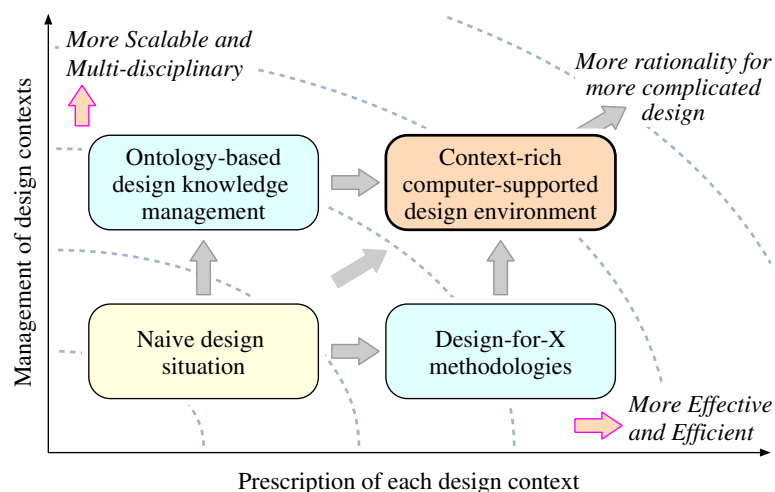 More Scalable and
Multi-disciplinary
More rationality for
more complicated
design
Ontology-based
design knowledge
management
Context-rich
computer-supported
design environment
Naive design
situation
Design-for-X
methodologies
More Effective
and Efficient
Management of design contexts
Prescription of each design context